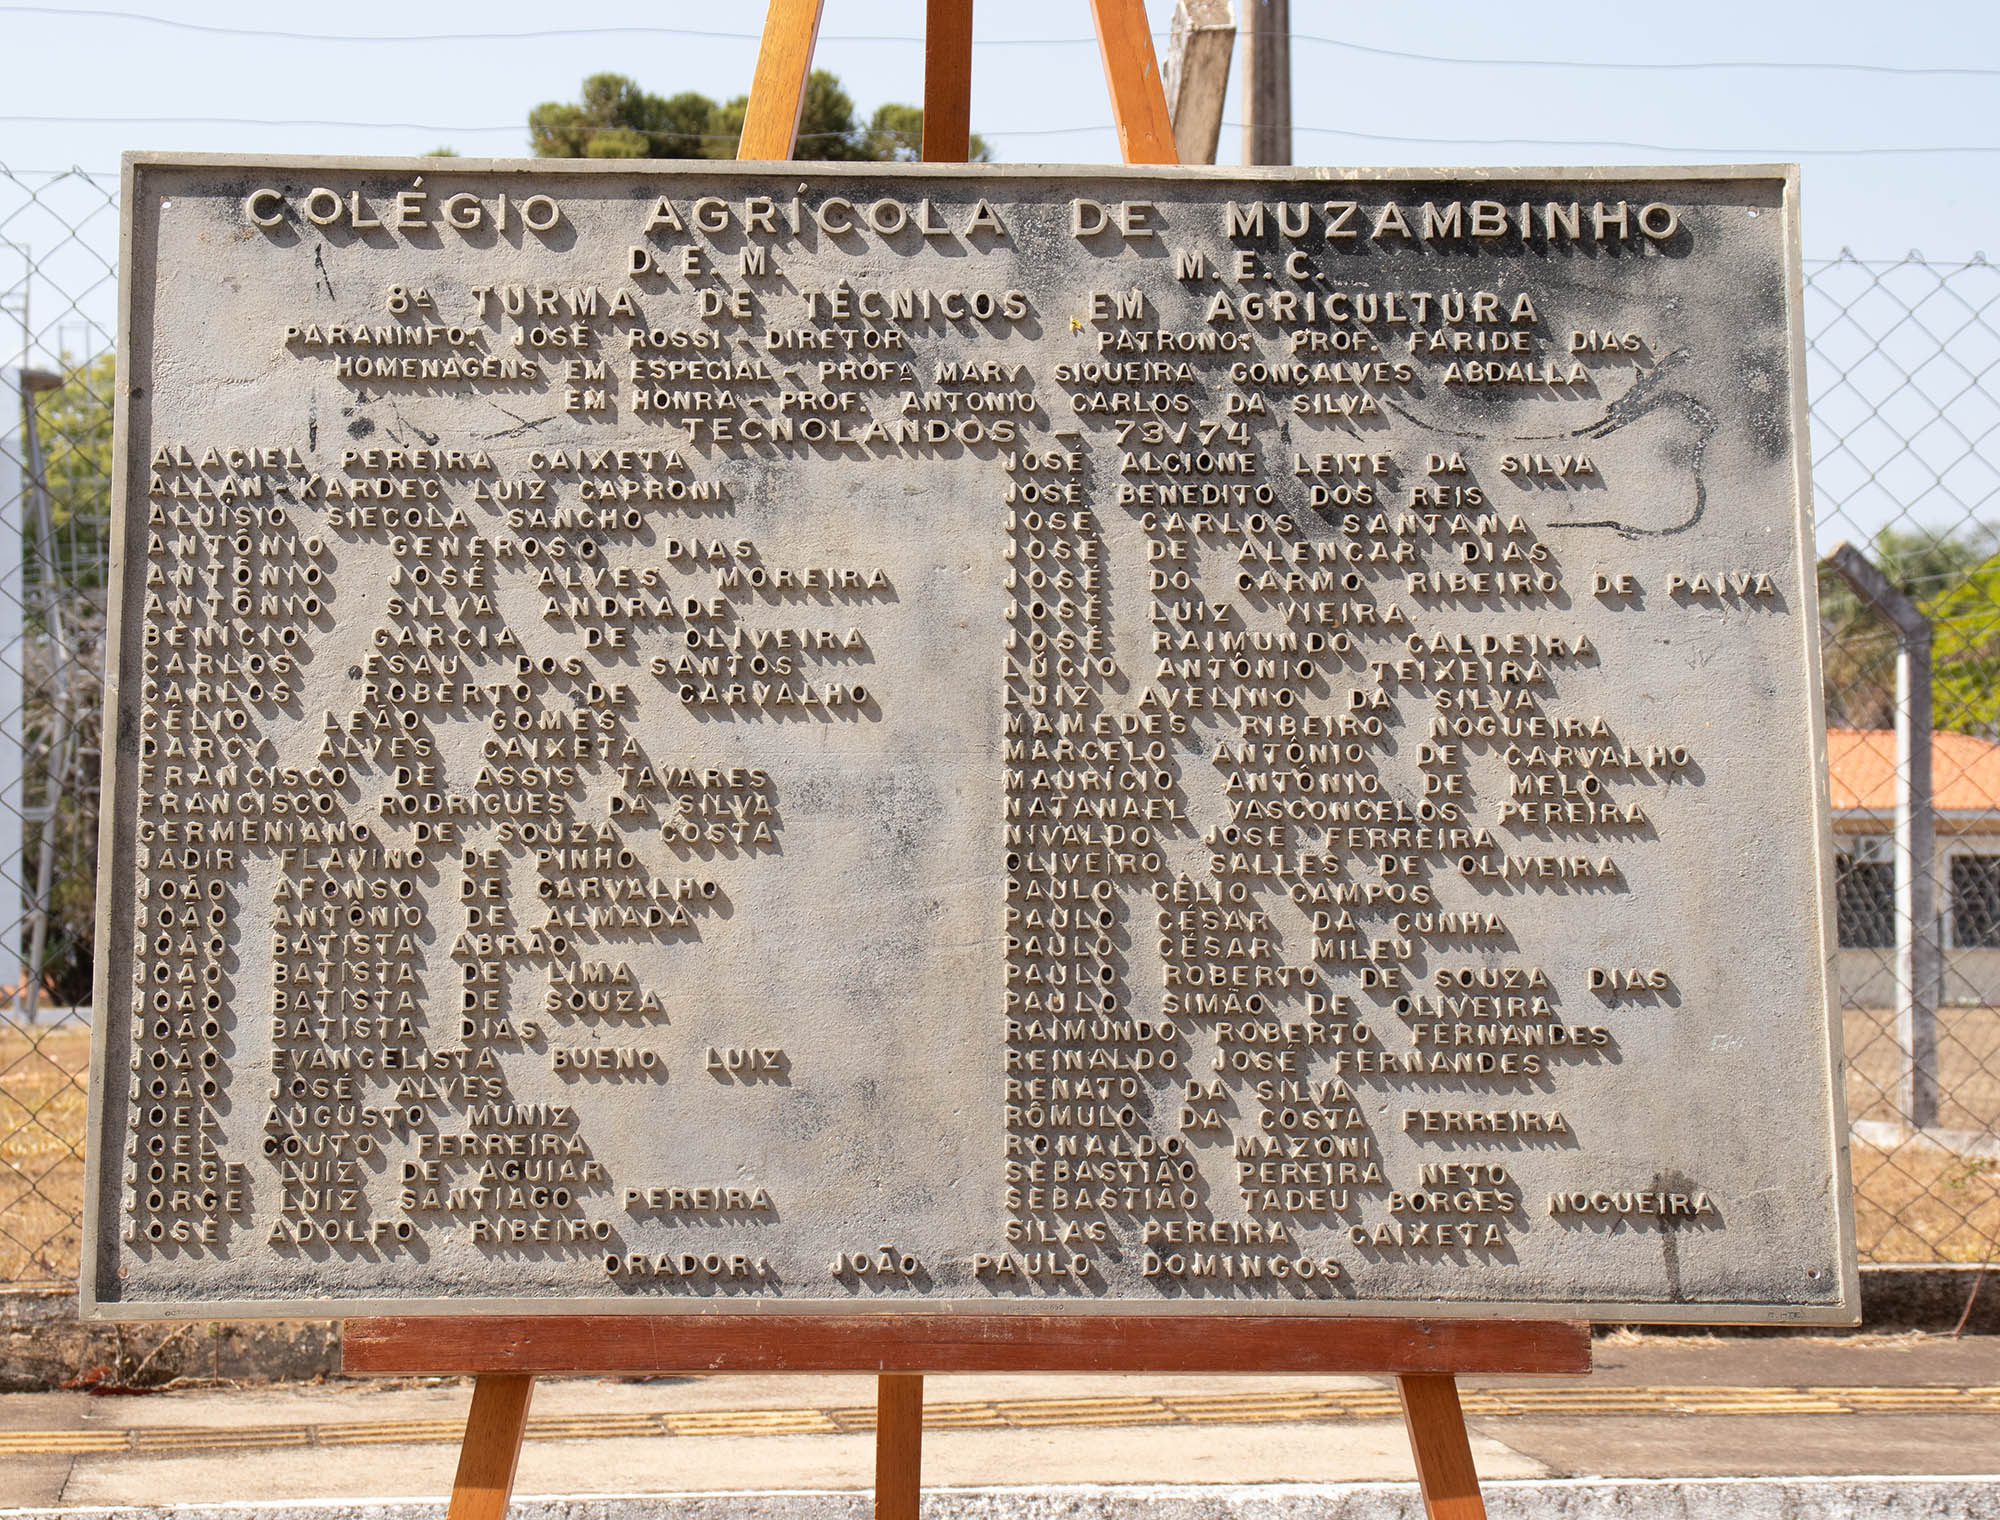 COLÉGIO AGRÍCOLA DE MUZAMBINHO
D.E.M. M.E.C.
8ª TURMA DE TÉCNICOS EM AGRICULTURA
PARANINFO: JOSÉ ROSSI - DIRETOR PATRONO: PROF. FARIDE DIAS
HOMENAGENS EM ESPECIAL - PROFª MARY SIQUEIRA GONÇALVES ABDALLA
EM HONRA - PROF. ANTONIO CARLOS DA SILVA
TECNOLANDOS - 73/74
ALACIEL PEREIRA CAIXETA
ALLAN-KARDEC LUIZ CAPRONI
ALUÍSIO SIECOLA SANCHO
ANTÔNIO GENEROSO DIAS
ANTÔNIO JOSÉ ALVES MOREIRA
ANTÔNIO SILVA ANDRADE
BENÍCIO GARCIA DE OLIVEIRA
CARLOS ESAU DOS SANTOS
CARLOS ROBERTO DE CARVALHO
CÉLIO LEÃO GOMES
DARCY ALVES CAIXETA
FRANCISCO DE ASSIS TAVARES
FRANCISCO RODRIGUES DA SILVA
GERMENIANO DE SOUZA COSTA
JADIR FLAVINO DE PINHO
JOÃO AFONSO DE CARVALHO
JOÃO ANTÔNIO DE ALMADA
JOÃO BATISTA ABRÃO
JOÃO BATISTA DE LIMA
JOÃO BATISTA DE SOUZA
JOÃO BATISTA DIAS
JOÃO EVANGELISTA BUENO LUIZ
JOÃO JOSÉ ALVES
JOEL AUGUSTO MUNIZ
JOEL COUTO FERREIRA
JORGE LUIZ DE AGUIAR
JORGE LUIZ SANTIAGO PEREIRA
JOSÉ ADOLFO RIBEIRO
JOSÉ ALCIONE LEITE DA SILVA
JOSÉ BENEDITO DOS REIS
JOSÉ CARLOS SANTANA
JOSÉ DE ALENCAR DIAS
JOSÉ DO CARMO RIBEIRO DE PAIVA
JOSÉ LUIZ VIEIRA
JOSÉ RAIMUNDO CALDEIRA
LÚCIO ANTÔNIO TEIXEIRA
LUIZ AVELINO DA SILVA
MAMEDES RIBEIRO NOGUEIRA
MARCELO ANTÔNIO DE CARVALHO
MAURÍCIO ANTÔNIO DE MELO
NATANAEL VASCONCELOS PEREIRA
NIVALDO JOSÉ FERREIRA
OLIVEIRO SALLES DE OLIVEIRA
PAULO CÉLIO CAMPOS
PAULO CÉSAR DA CUNHA
PAULO CÉSAR MILEU
PAULO ROBERTO DE SOUZA DIAS
PAULO SIMÃO DE OLIVEIRA
RAIMUNDO ROBERTO FERNANDES
REINALDO JOSÉ FERNANDES
RENATO DA SILVA
RÔMULO DA COSTA FERREIRA
RONALDO MAZONI
SEBASTIÃO PEREIRA NETO
SEBASTIÃO TADEU BORGES NOGUEIRA
SILAS PEREIRA CAIXETA
ORADOR: JOÃO PAULO DOMINGOS